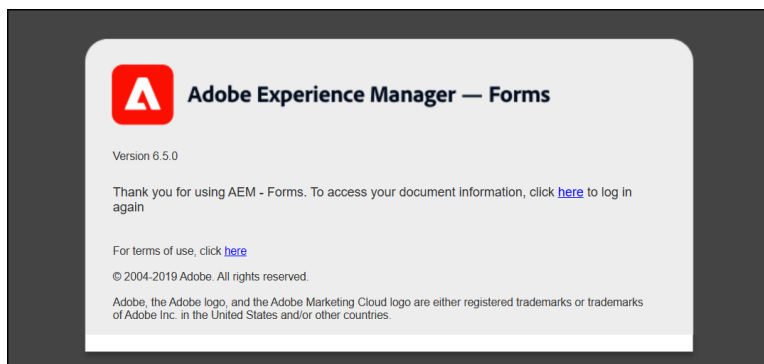 Adobe Experience Manager — Forms
Version 6.5.0
Thank you for using AEM - Forms. To access your document information, click here to log in
again
For terms of use, click here
© 2004-2019 Adobe. All rights reserved.
Adobe, the Adobe logo, and the Adobe Marketing Cloud logo are either registered trademarks or trademarks
of Adobe Inc. in the United States and/or other countries.